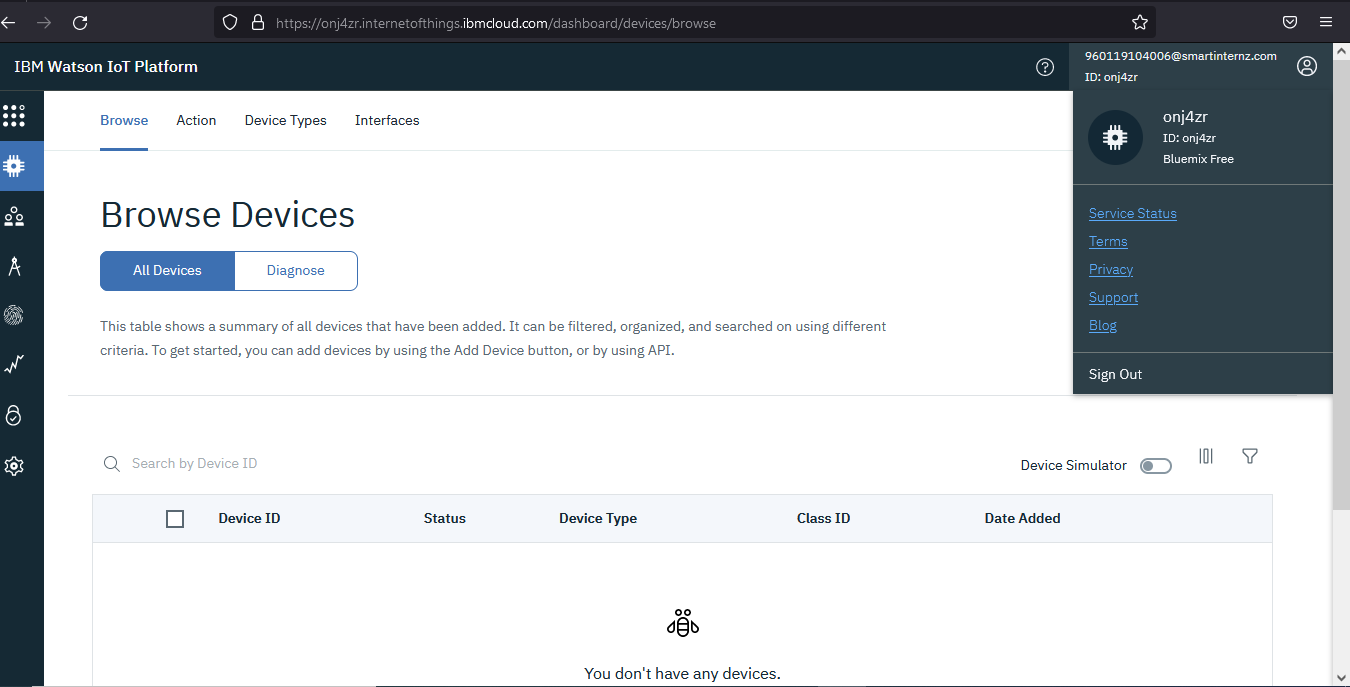 https://onj4zr.internetofthings.ibmcloud.com/dashboard/devices/browse
IBM Watson IoT Platform
960119104006@smartinternz.com
ID: onj4zr
Browse Action Device Types Interfaces
onj4zr
ID: onj4zr
Bluemix Free
Browse Devices
All Devices Diagnose
This table shows a summary of all devices that have been added. It can be filtered, organized, and searched on using different
criteria. To get started, you can add devices by using the Add Device button, or by using API.
Service Status
Terms
Privacy
Support
Blog
Sign Out
Search by Device ID
Device Simulator
Device ID Status Device Type Class ID Date Added
You don't have any devices.